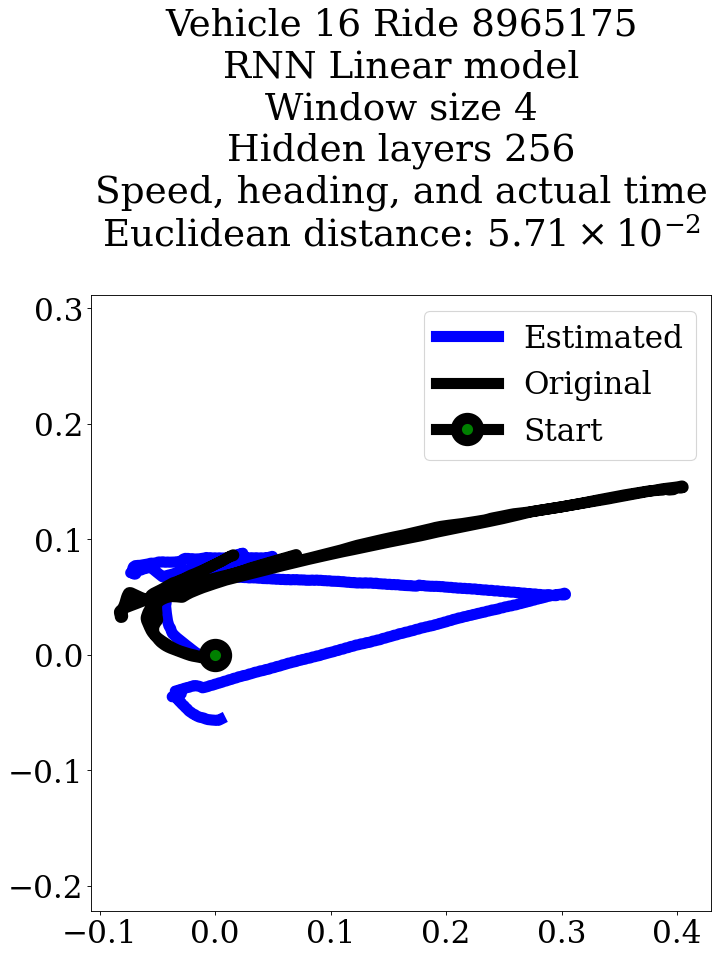 Vehicle 16 Ride 8965175
RNN Linear model
Window size 4
Hidden layers 256
Speed, heading, and actual time
Euclidean distance: 5.71 × 10⁻²
Estimated
Original
Start
0.3
0.2
0.1
0.0
−0.1
−0.2
−0.1 0.0 0.1 0.2 0.3 0.4